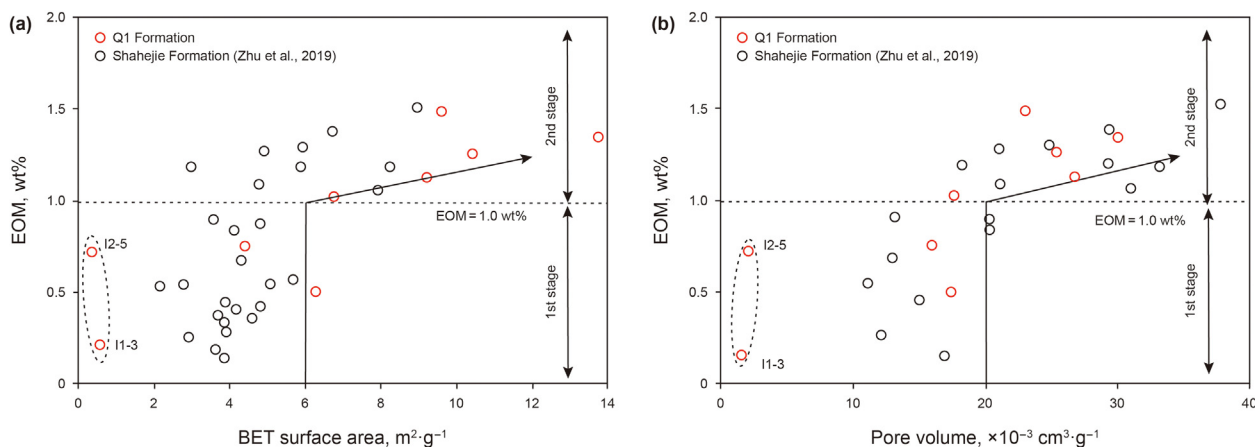 (a)
2.0
1.5
1.0
0.5
0
EOM, wt%
Q1 Formation
Shahejie Formation (Zhu et al., 2019)
2nd stage
EOM = 1.0 wt%
1st stage
I2-5
I1-3
0 2 4 6 8 10 12 14
BET surface area, m²·g⁻¹
(b)
2.0
1.5
1.0
0.5
0
EOM, wt%
Q1 Formation
Shahejie Formation (Zhu et al., 2019)
2nd stage
EOM = 1.0 wt%
1st stage
I2-5
I1-3
0 10 20 30 40
Pore volume, ×10⁻³ cm³·g⁻¹